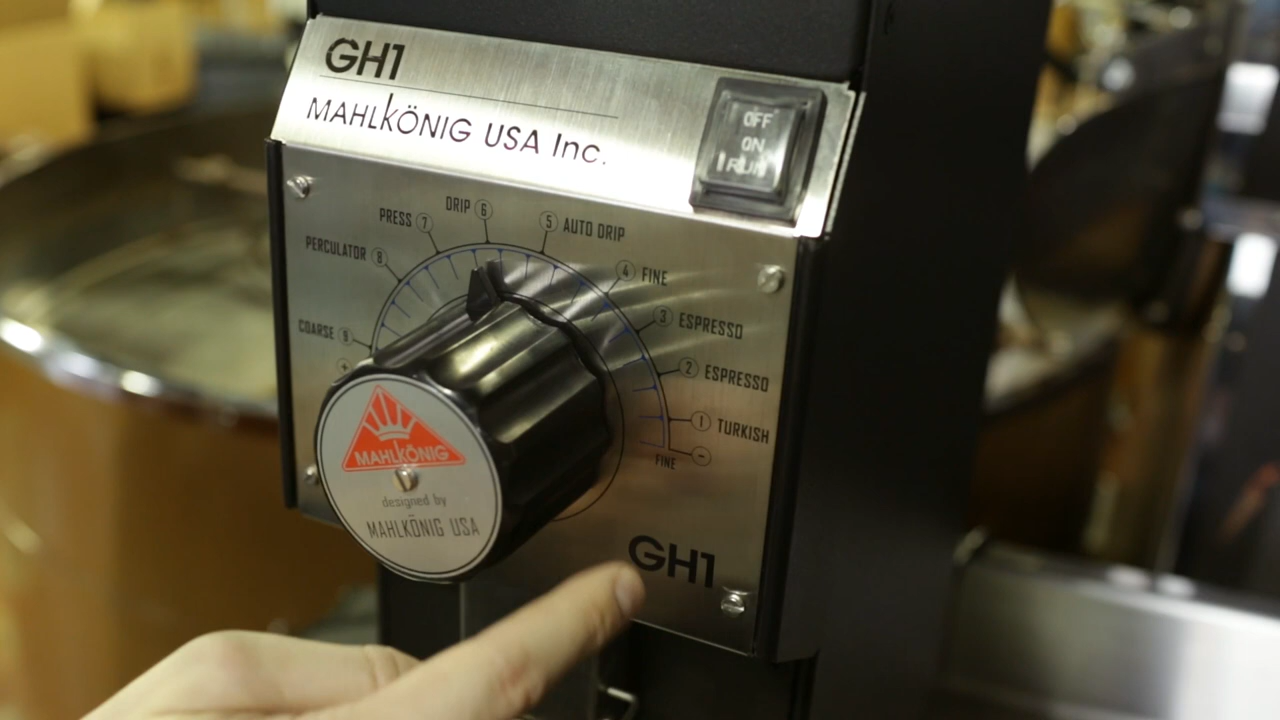 GH1
MAHLKÖNIG USA Inc.
OFF
ON
RUN
DRIP 6
5 AUTO DRIP
PRESS 7
4 FINE
PERCULATOR 8
3 ESPRESSO
COARSE 9
2 ESPRESSO
+
1 TURKISH
FINE -
MAHLKÖNIG
designed by
MAHLKÖNIG USA
GH1